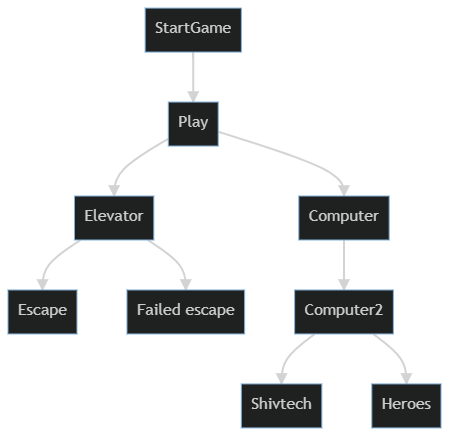 StartGame
Play
Elevator
Computer
Escape
Failed escape
Computer2
Shivtech
Heroes